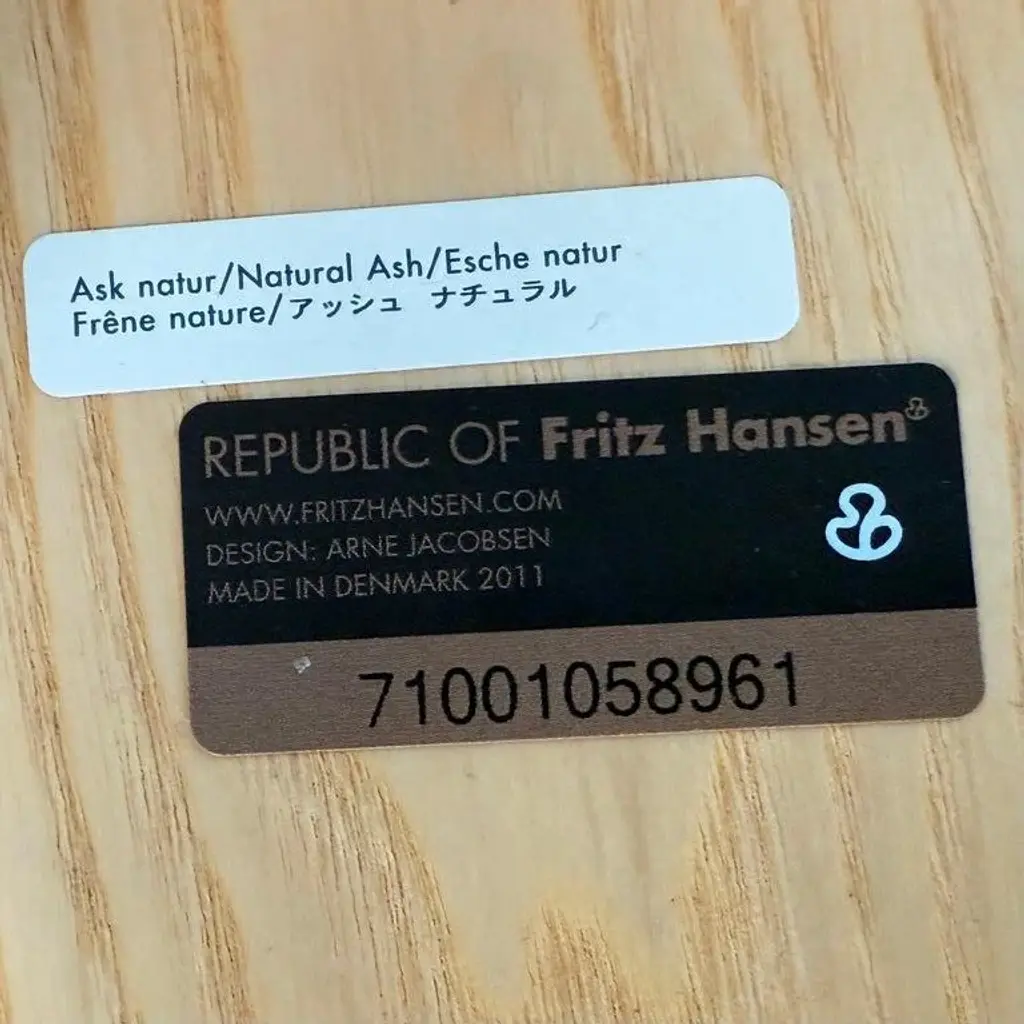 Ask natur/Natural Ash/Esche natur
Frêne nature/アッシュ ナチュラル
REPUBLIC OF Fritz Hansen
WWW.FRITZHANSEN.COM
DESIGN: ARNE JACOBSEN
MADE IN DENMARK 2011
71001058961